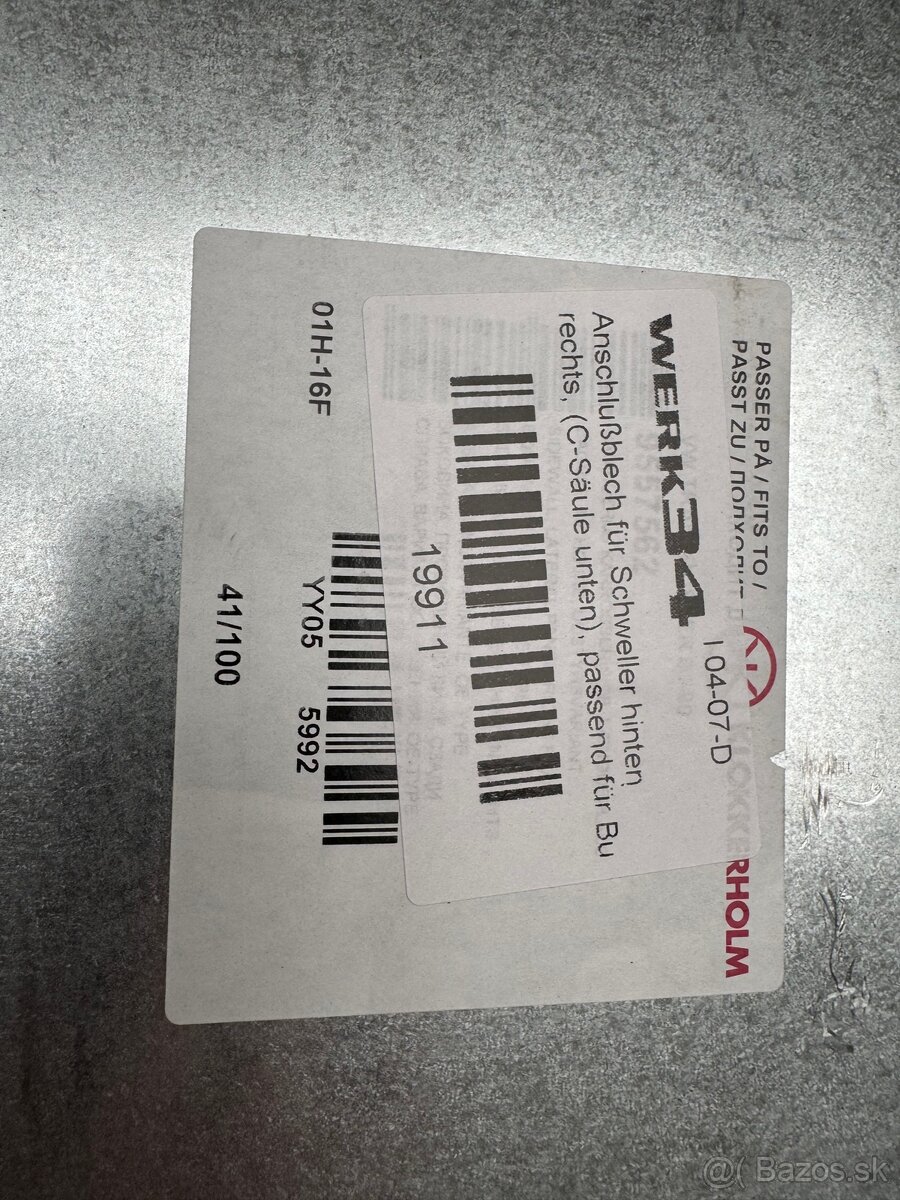 PASSER PÅ / FITS TO /
PASST ZU /
KLOKKERHOLM
WERK34
I 04-07-D
Anschlußblech für Schweller hinten
rechts, (C-Säule unten), passend für Bu
19911
01H-16F
YY05 5992
41/100
@( Bazos.sk